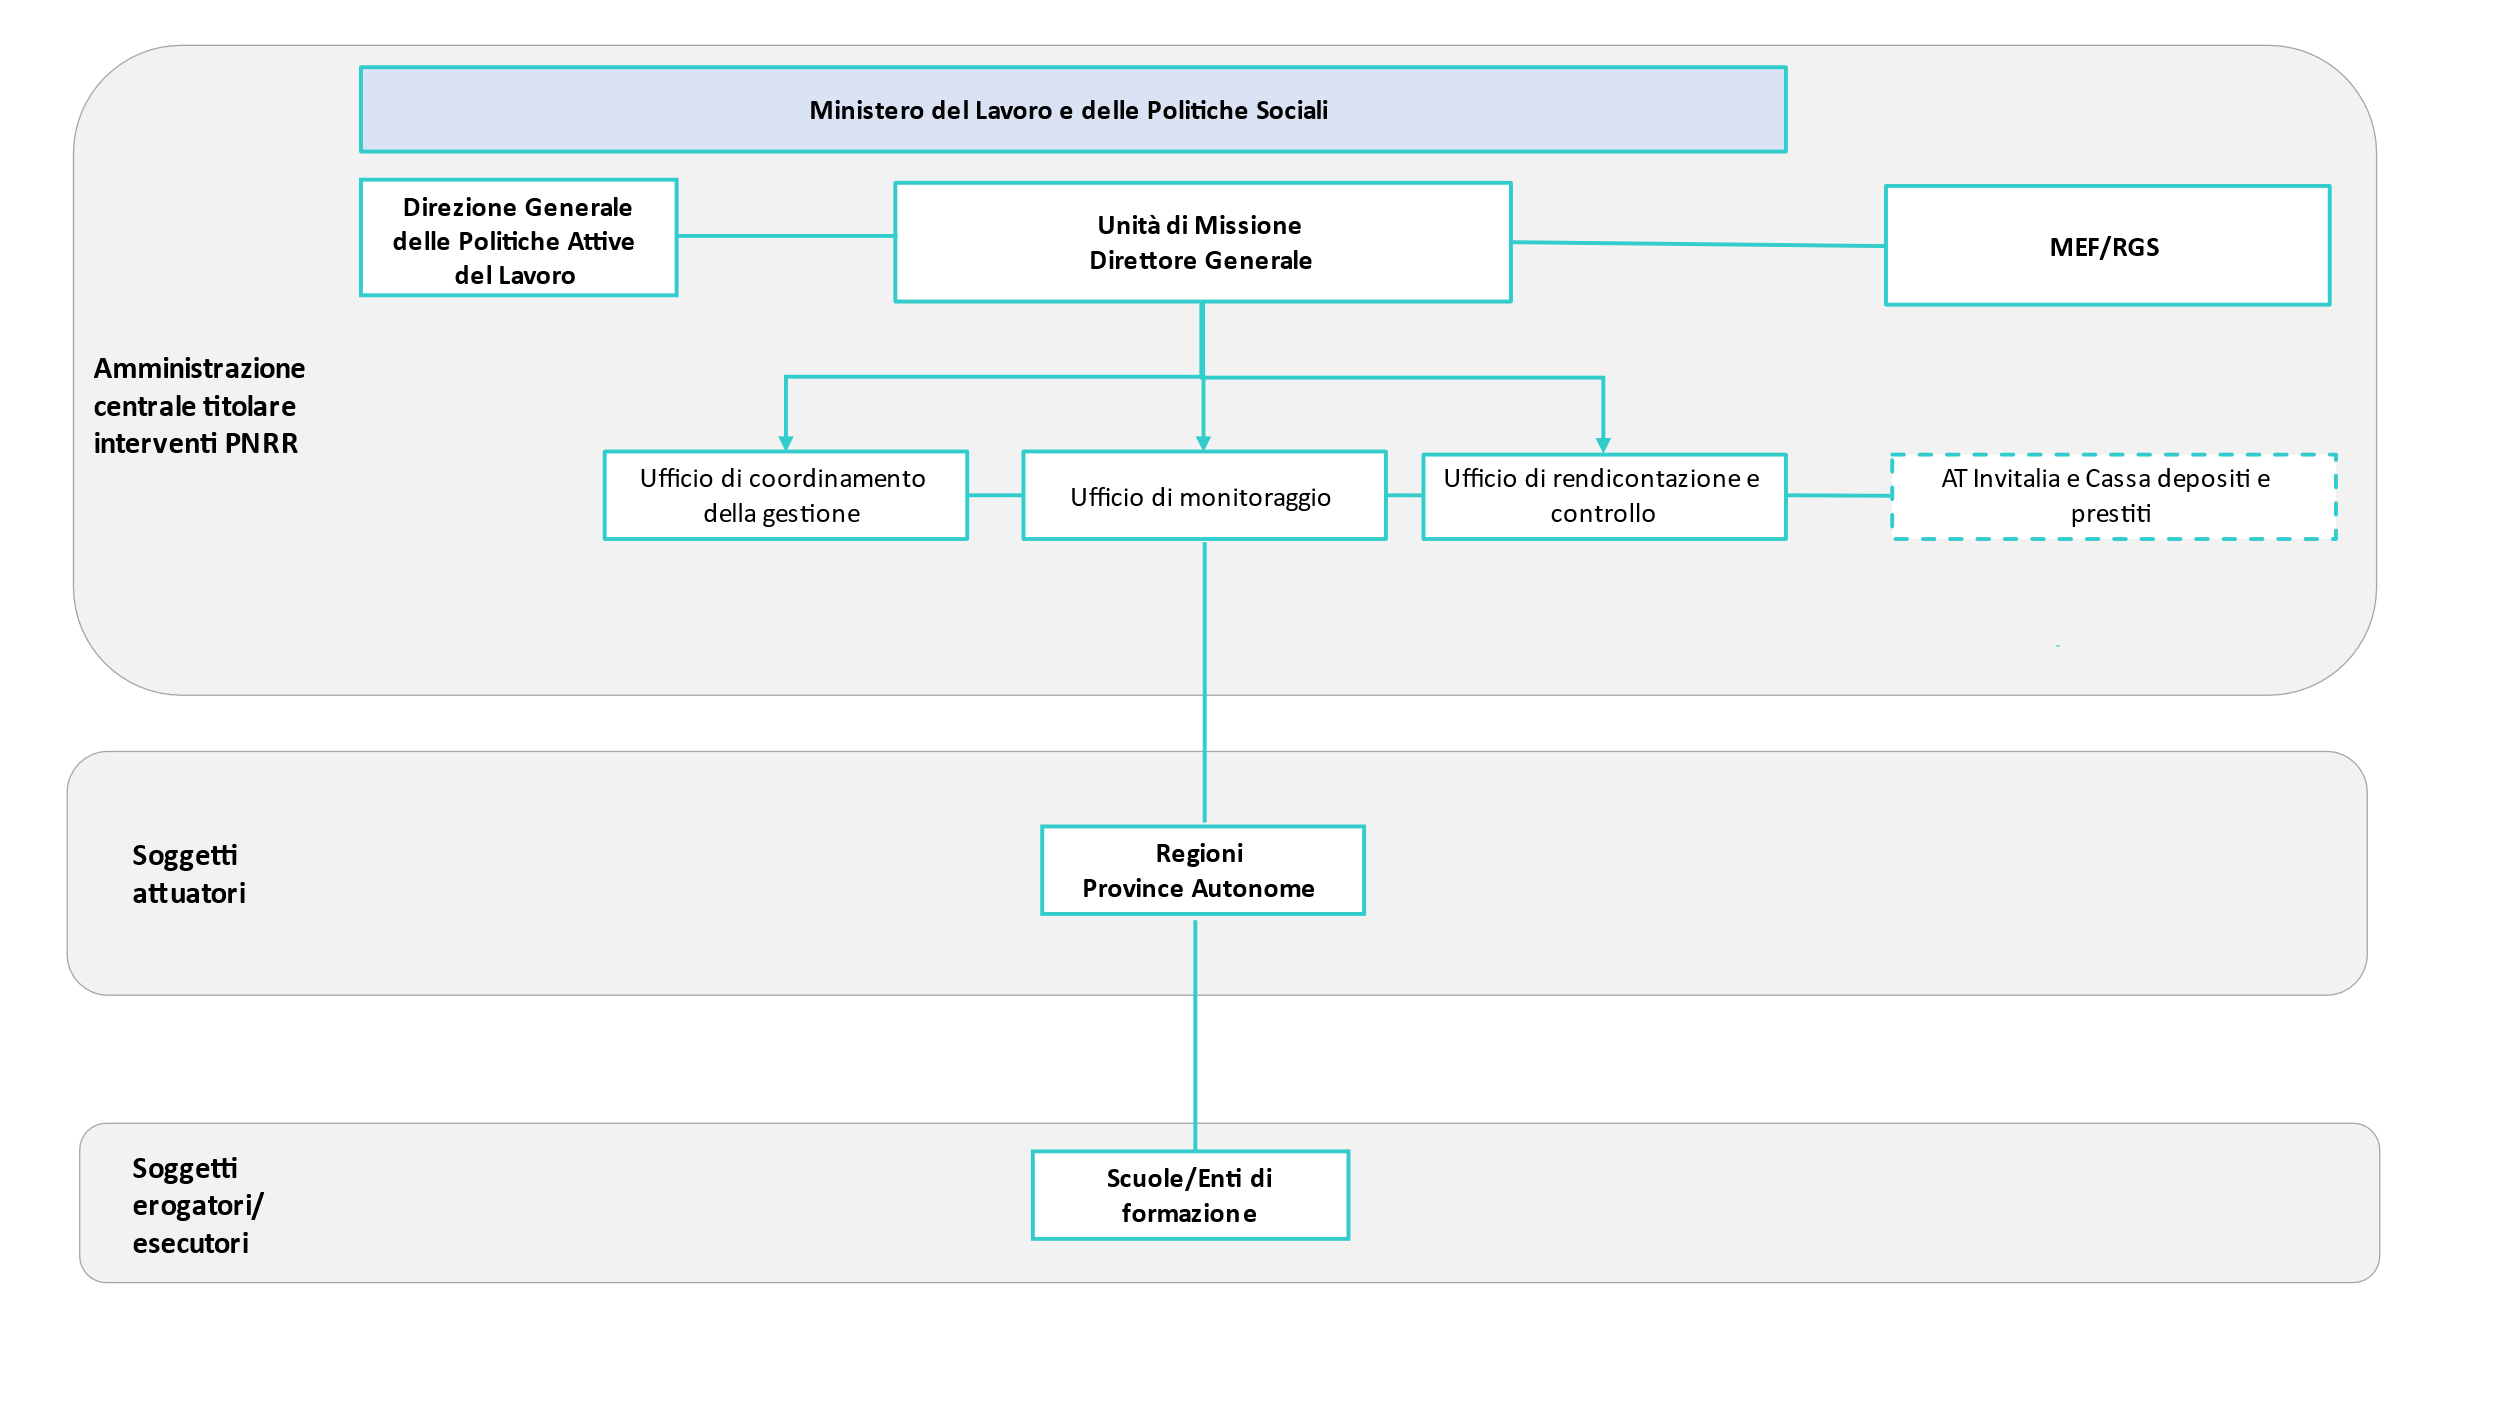 Ministero del Lavoro e delle Politiche Sociali
Direzione Generale
delle Politiche Attive
del Lavoro
Unità di Missione
Direttore Generale
MEF/RGS
Amministrazione
centrale titolare
interventi PNRR
Ufficio di coordinamento
della gestione
Ufficio di monitoraggio
Ufficio di rendicontazione e
controllo
AT Invitalia e Cassa depositi e
prestiti
Soggetti
attuatori
Regioni
Province Autonome
Soggetti
erogatori/
esecutori
Scuole/Enti di
formazione